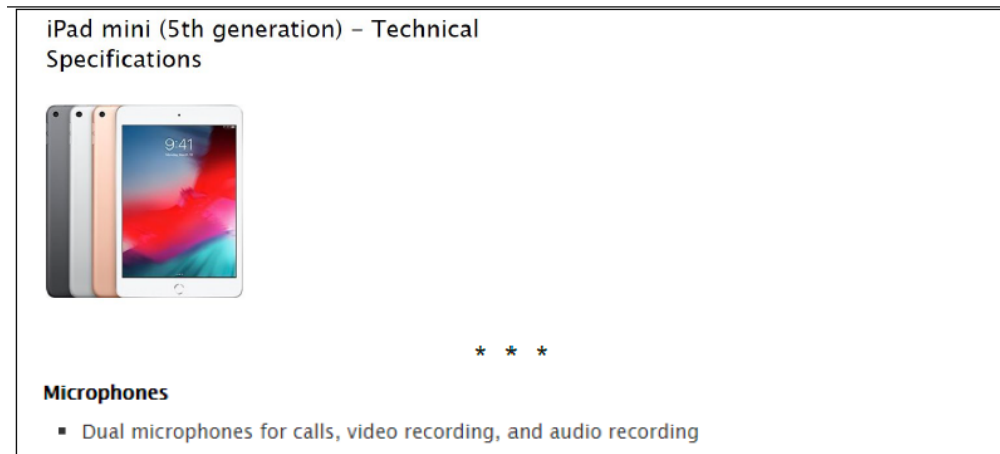 iPad mini (5th generation) – Technical
Specifications
9:41
* * *
Microphones
▪ Dual microphones for calls, video recording, and audio recording